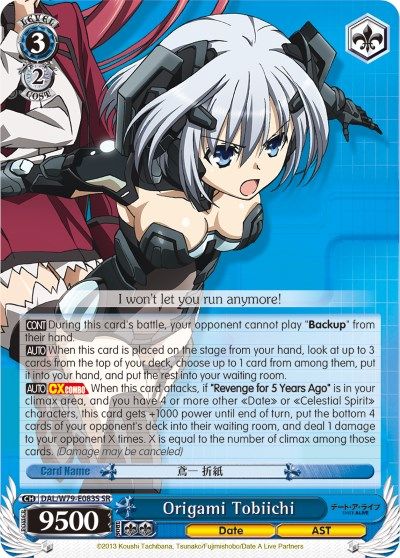 LEVEL
3
2
COST
I won't let you run anymore!
CONT During this card's battle, your opponent cannot play "Backup" from
their hand.
AUTO When this card is placed on the stage from your hand, look at up to 3
cards from the top of your deck, choose up to 1 card from among them, put
it into your hand, and put the rest into your waiting room.
AUTO CX COMBO When this card attacks, if "Revenge for 5 Years Ago" is in your
climax area, and you have 4 or more other «Date» or «Celestial Spirit»
characters, this card gets +1000 power until end of turn, put the bottom 4
cards of your deck into their waiting room, and deal 1 damage
to your opponent X times. X is equal to the number of climax among those
cards. (Damage may be canceled)
Card Name
鳶一 折紙
DAL/W79-E083S SR
Origami Tobiichi
デート・ア・ライブ
9500
Date
AST
©2013 Koushi Tachibana, Tsunako/Fujimishobo/Date A Live Partners